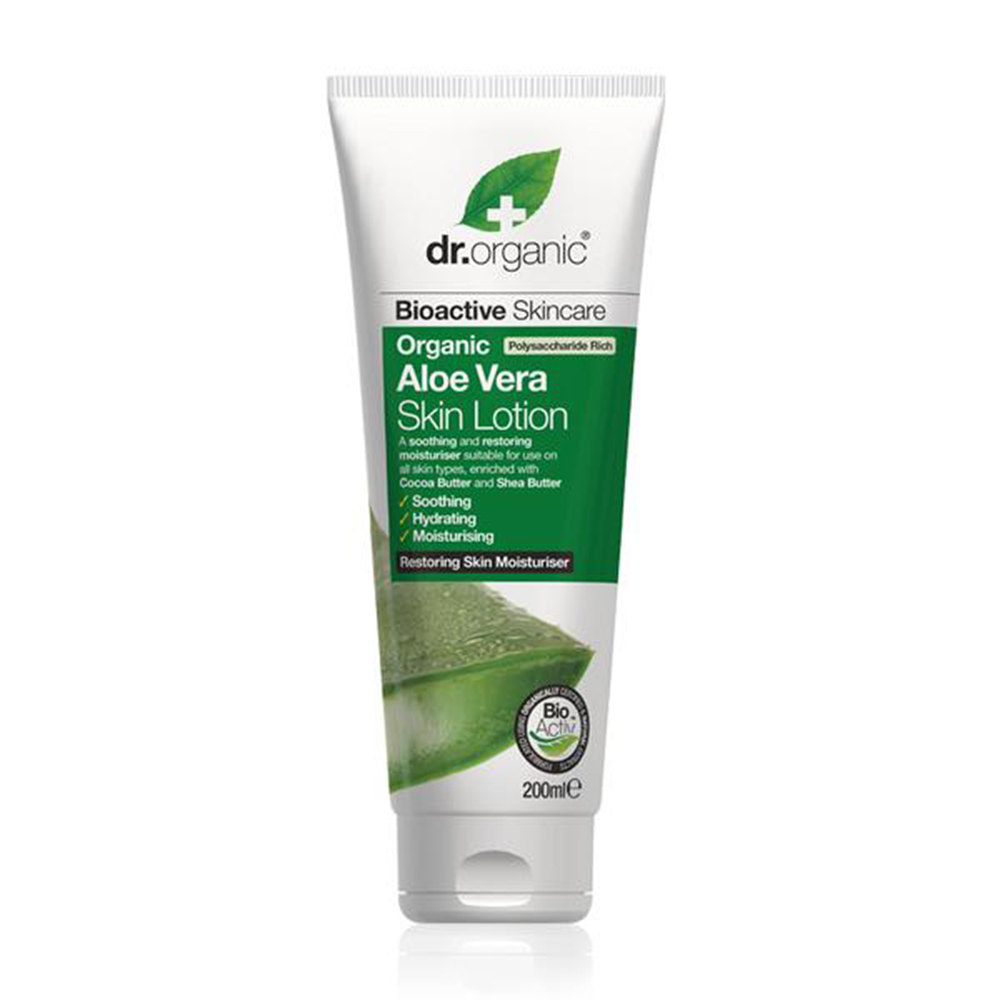 dr.organic®
Bioactive Skincare
Organic
Polysaccharide Rich
Aloe Vera
Skin Lotion
A soothing and restoring
moisturiser suitable for use on
all skin types, enriched with
Cocoa Butter and Shea Butter
✓ Soothing
✓ Hydrating
✓ Moisturising
Restoring Skin Moisturiser
Bio
Activ™
200ml℮